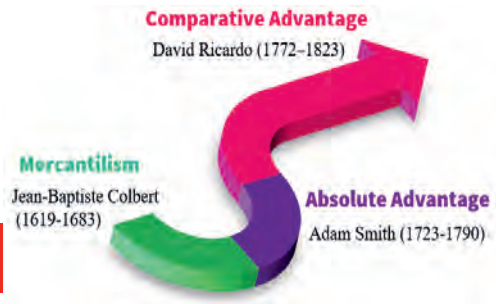 Comparative Advantage
David Ricardo (1772–1823)
Mercantilism
Jean-Baptiste Colbert
(1619-1683)
Absolute Advantage
Adam Smith (1723-1790)